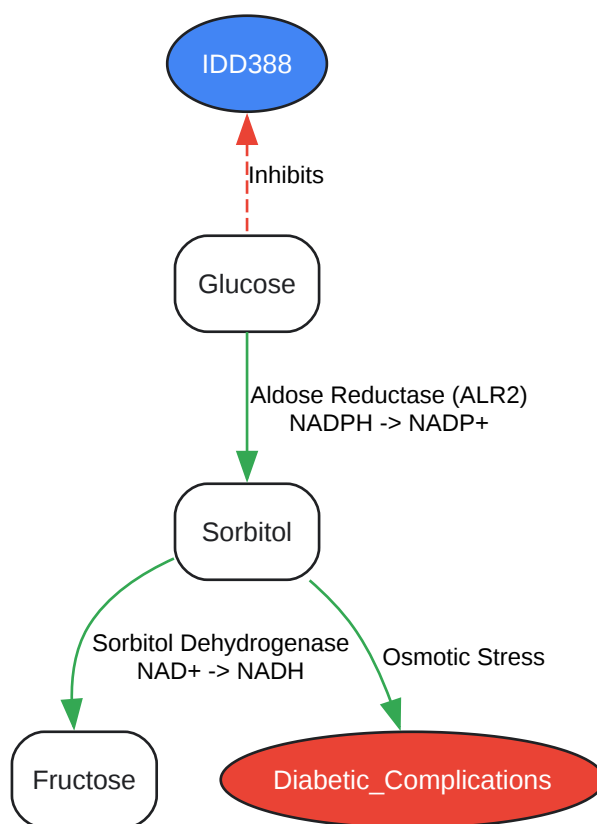 IDD388
Inhibits
Glucose
Aldose Reductase (ALR2)
NADPH -> NADP+
Sorbitol
Sorbitol Dehydrogenase
NAD+ -> NADH
Osmotic Stress
Fructose
Diabetic_Complications